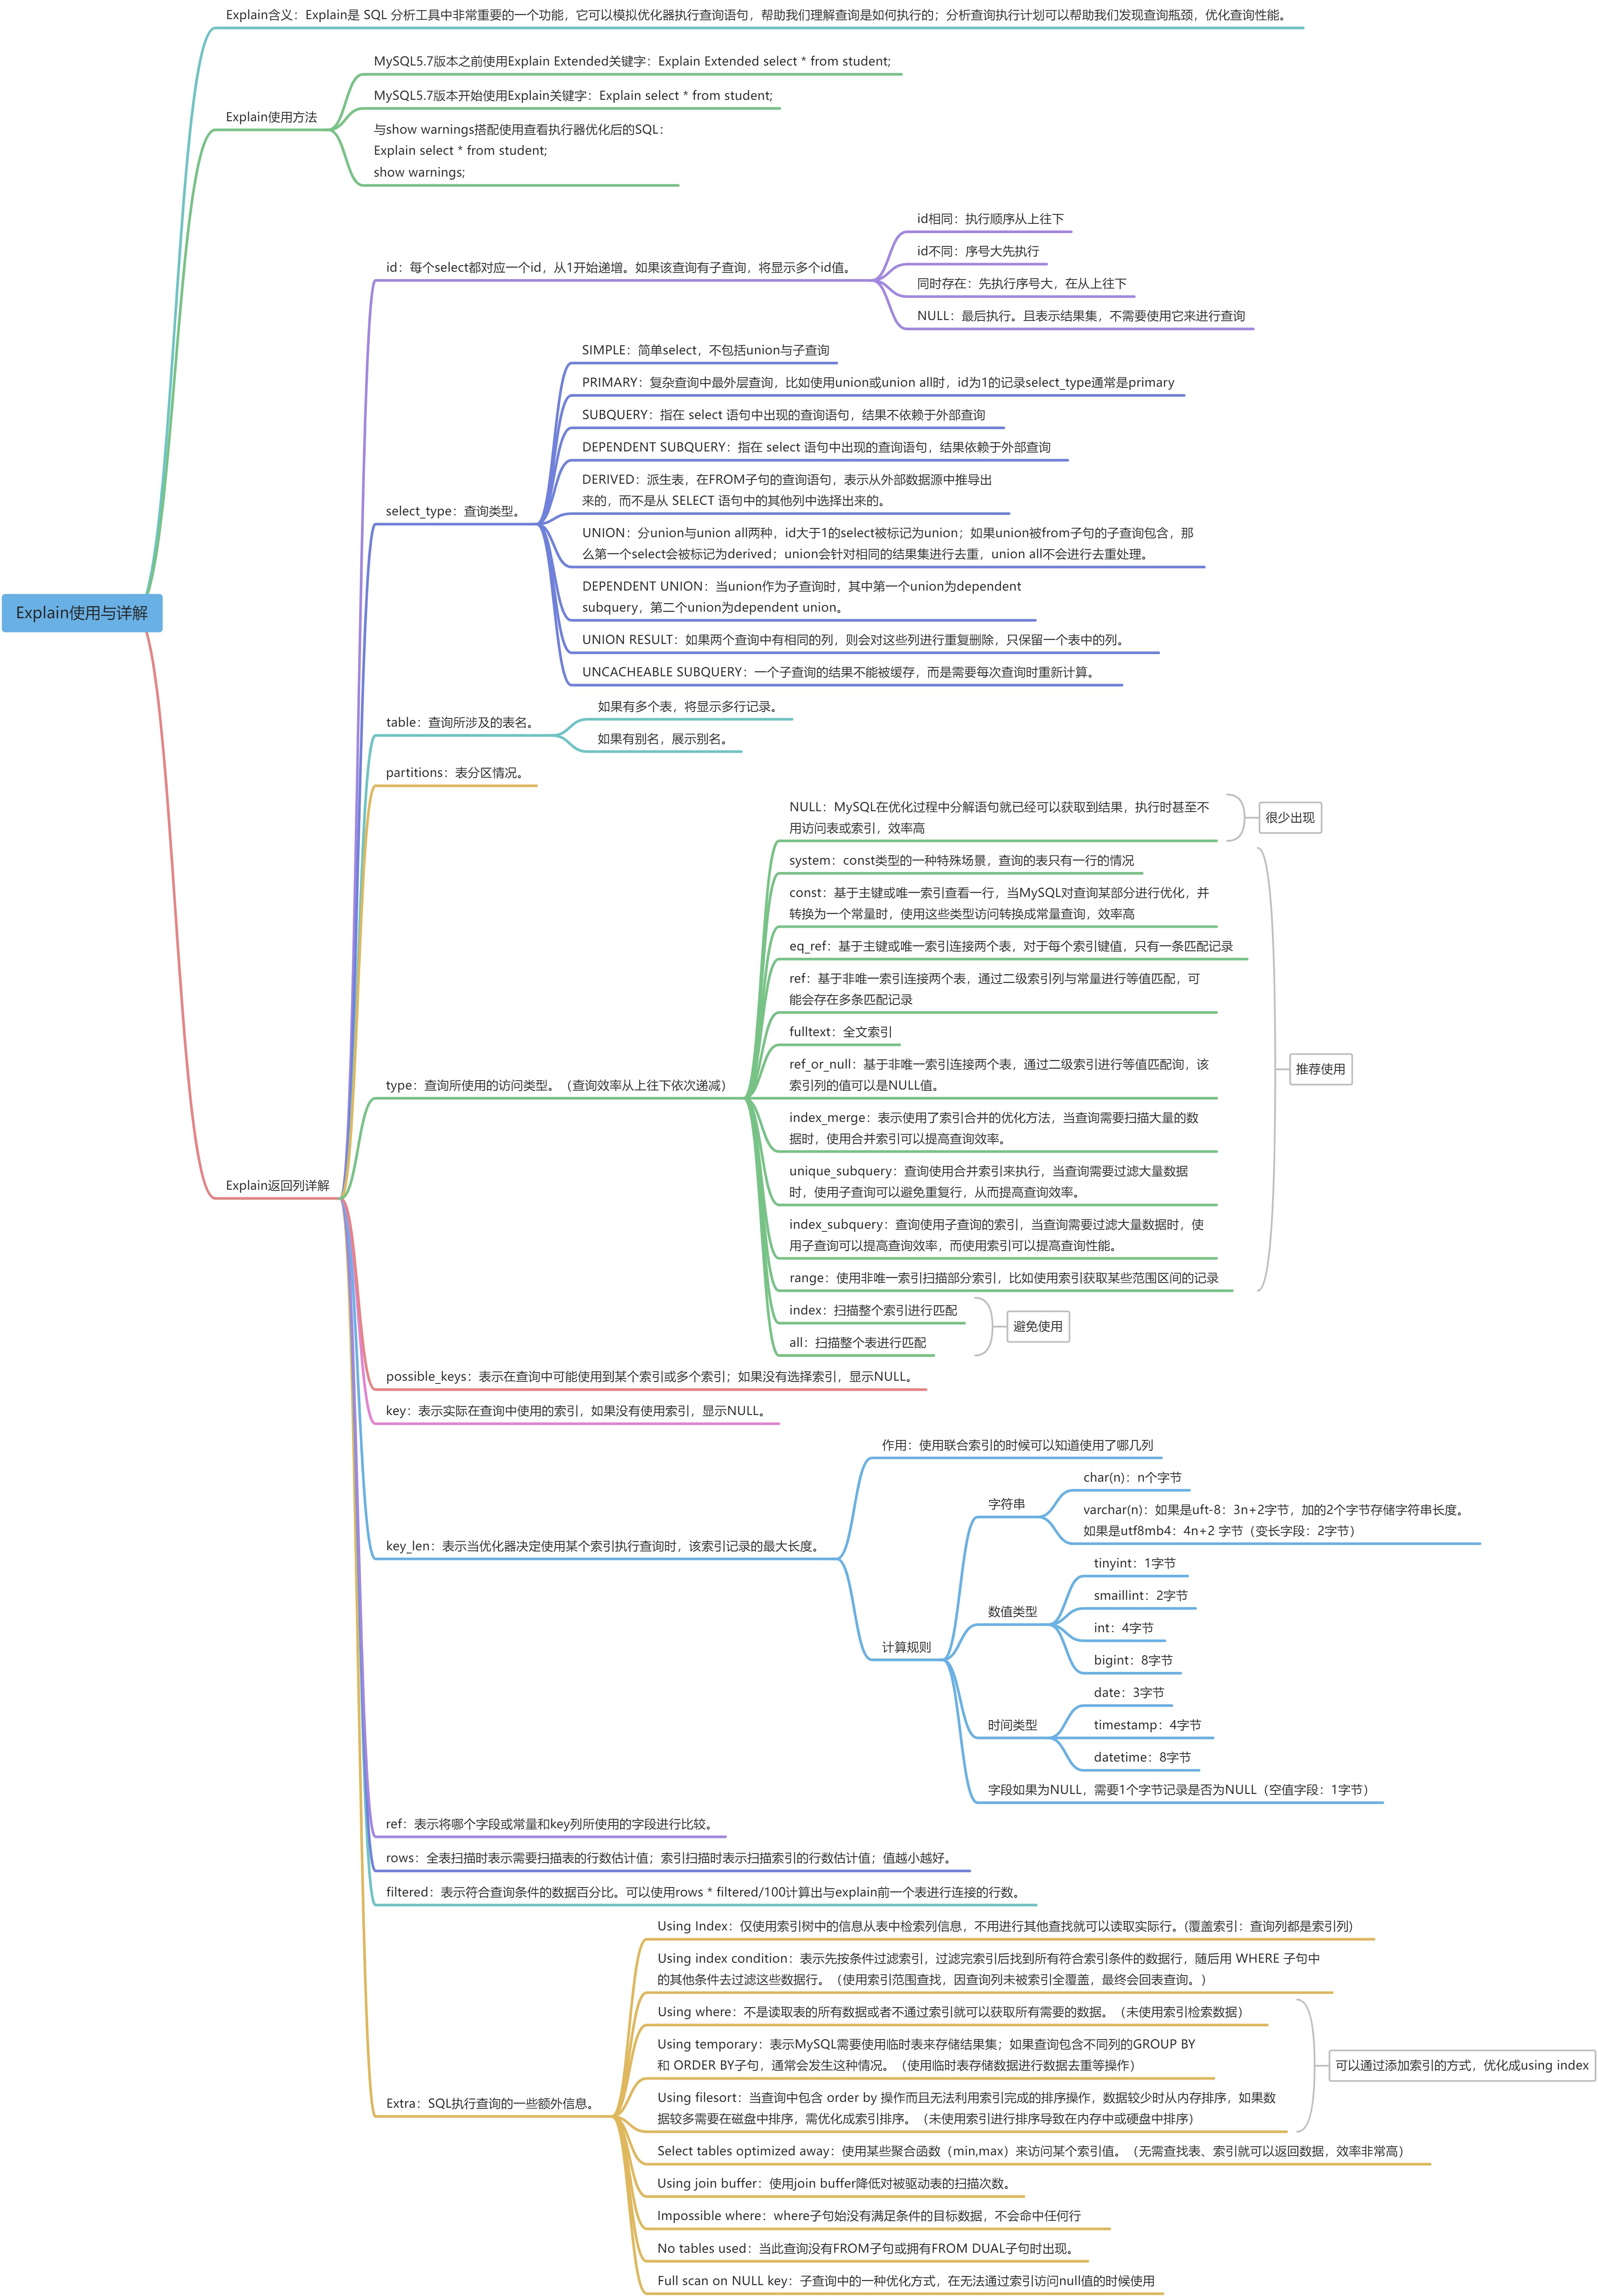 Explain使用与详解
Explain含义：Explain是 SQL 分析工具中非常重要的一个功能，它可以模拟优化器执行查询语句，帮助我们理解查询是如何执行的；分析查询执行计划可以帮助我们发现查询瓶颈，优化查询性能。
Explain使用方法
MySQL5.7版本之前使用Explain Extended关键字：Explain Extended select * from student;
MySQL5.7版本开始使用Explain关键字：Explain select * from student;
与show warnings搭配使用查看执行器优化后的SQL：
Explain select * from student;
show warnings;
Explain返回列详解
id：每个select都对应一个id，从1开始递增。如果该查询有子查询，将显示多个id值。
id相同：执行顺序从上往下
id不同：序号大先执行
同时存在：先执行序号大，在从上往下
NULL：最后执行。且表示结果集，不需要使用它来进行查询
select_type：查询类型。
SIMPLE：简单select，不包括union与子查询
PRIMARY：复杂查询中最外层查询，比如使用union或union all时，id为1的记录select_type通常是primary
SUBQUERY：指在 select 语句中出现的查询语句，结果不依赖于外部查询
DEPENDENT SUBQUERY：指在 select 语句中出现的查询语句，结果依赖于外部查询
DERIVED：派生表，在FROM子句的查询语句，表示从外部数据源中推导出
来的，而不是从 SELECT 语句中的其他列中选择出来的。
UNION：分union与union all两种，id大于1的select被标记为union；如果union被from子句的子查询包含，那
么第一个select会被标记为derived；union会针对相同的结果集进行去重，union all不会进行去重处理。
DEPENDENT UNION：当union作为子查询时，其中第一个union为dependent
subquery，第二个union为dependent union。
UNION RESULT：如果两个查询中有相同的列，则会对这些列进行重复删除，只保留一个表中的列。
UNCACHEABLE SUBQUERY：一个子查询的结果不能被缓存，而是需要每次查询时重新计算。
table：查询所涉及的表名。
如果有多个表，将显示多行记录。
如果有别名，展示别名。
partitions：表分区情况。
type：查询所使用的访问类型。（查询效率从上往下依次递减）
NULL：MySQL在优化过程中分解语句就已经可以获取到结果，执行时甚至不
用访问表或索引，效率高
很少出现
system：const类型的一种特殊场景，查询的表只有一行的情况
const：基于主键或唯一索引查看一行，当MySQL对查询某部分进行优化，并
转换为一个常量时，使用这些类型访问转换成常量查询，效率高
eq_ref：基于主键或唯一索引连接两个表，对于每个索引键值，只有一条匹配记录
ref：基于非唯一索引连接两个表，通过二级索引列与常量进行等值匹配，可
能会存在多条匹配记录
fulltext：全文索引
ref_or_null：基于非唯一索引连接两个表，通过二级索引进行等值匹配询，该
索引列的值可以是NULL值。
index_merge：表示使用了索引合并的优化方法，当查询需要扫描大量的数
据时，使用合并索引可以提高查询效率。
unique_subquery：查询使用合并索引来执行，当查询需要过滤大量数据
时，使用子查询可以避免重复行，从而提高查询效率。
index_subquery：查询使用子查询的索引，当查询需要过滤大量数据时，使
用子查询可以提高查询效率，而使用索引可以提高查询性能。
range：使用非唯一索引扫描部分索引，比如使用索引获取某些范围区间的记录
推荐使用
index：扫描整个索引进行匹配
all：扫描整个表进行匹配
避免使用
possible_keys：表示在查询中可能使用到某个索引或多个索引；如果没有选择索引，显示NULL。
key：表示实际在查询中使用的索引，如果没有使用索引，显示NULL。
key_len：表示当优化器决定使用某个索引执行查询时，该索引记录的最大长度。
作用：使用联合索引的时候可以知道使用了哪几列
计算规则
字符串
char(n)：n个字节
varchar(n)：如果是uft-8：3n+2字节，加的2个字节存储字符串长度。
如果是utf8mb4：4n+2 字节（变长字段：2字节）
数值类型
tinyint：1字节
smaillint：2字节
int：4字节
bigint：8字节
时间类型
date：3字节
timestamp：4字节
datetime：8字节
字段如果为NULL，需要1个字节记录是否为NULL（空值字段：1字节）
ref：表示将哪个字段或常量和key列所使用的字段进行比较。
rows：全表扫描时表示需要扫描表的行数估计值；索引扫描时表示扫描索引的行数估计值；值越小越好。
filtered：表示符合查询条件的数据百分比。可以使用rows * filtered/100计算出与explain前一个表进行连接的行数。
Extra：SQL执行查询的一些额外信息。
Using Index：仅使用索引树中的信息从表中检索列信息，不用进行其他查找就可以读取实际行。(覆盖索引：查询列都是索引列)
Using index condition：表示先按条件过滤索引，过滤完索引后找到所有符合索引条件的数据行，随后用 WHERE 子句中
的其他条件去过滤这些数据行。（使用索引范围查找，因查询列未被索引全覆盖，最终会回表查询。）
Using where：不是读取表的所有数据或者不通过索引就可以获取所有需要的数据。（未使用索引检索数据）
Using temporary：表示MySQL需要使用临时表来存储结果集；如果查询包含不同列的GROUP BY
和 ORDER BY子句，通常会发生这种情况。（使用临时表存储数据进行数据去重等操作）
Using filesort：当查询中包含 order by 操作而且无法利用索引完成的排序操作，数据较少时从内存排序，如果数
据较多需要在磁盘中排序，需优化成索引排序。（未使用索引进行排序导致在内存中或硬盘中排序）
可以通过添加索引的方式，优化成using index
Select tables optimized away：使用某些聚合函数（min,max）来访问某个索引值。（无需查找表、索引就可以返回数据，效率非常高）
Using join buffer：使用join buffer降低对被驱动表的扫描次数。
Impossible where：where子句始没有满足条件的目标数据，不会命中任何行
No tables used：当此查询没有FROM子句或拥有FROM DUAL子句时出现。
Full scan on NULL key：子查询中的一种优化方式，在无法通过索引访问null值的时候使用